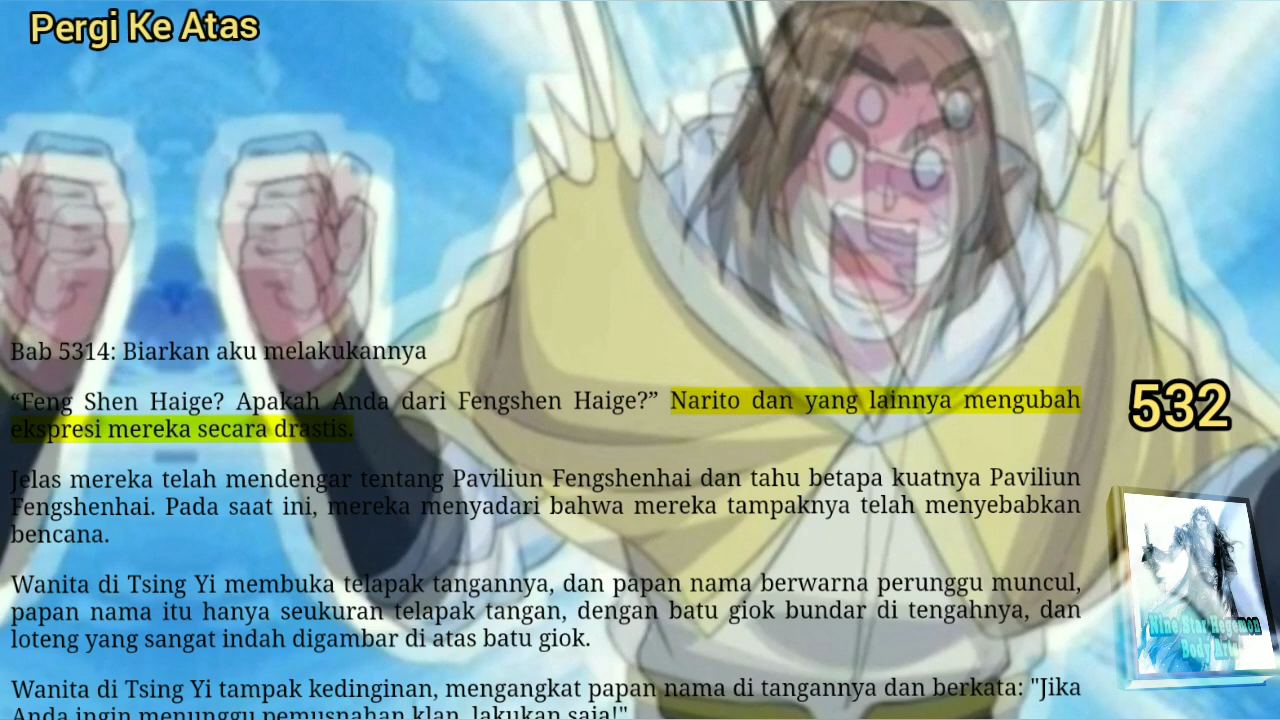 Pergi Ke Atas
Bab 5314: Biarkan aku melakukannya
“Feng Shen Haige? Apakah Anda dari Fengshen Haige?” Narito dan yang lainnya mengubah
ekspresi mereka secara drastis.
532
Jelas mereka telah mendengar tentang Paviliun Fengshenhai dan tahu betapa kuatnya Paviliun
Fengshenhai. Pada saat ini, mereka menyadari bahwa mereka tampaknya telah menyebabkan
bencana.
Wanita di Tsing Yi membuka telapak tangannya, dan papan nama berwarna perunggu muncul,
papan nama itu hanya seukuran telapak tangan, dengan batu giok bundar di tengahnya, dan
loteng yang sangat indah digambar di atas batu giok.
Nine Star Hegemon
Body Arts
Wanita di Tsing Yi tampak kedinginan, mengangkat papan nama di tangannya dan berkata: "Jika
Anda ingin menunggu pemusnahan klan, lakukan saja!"